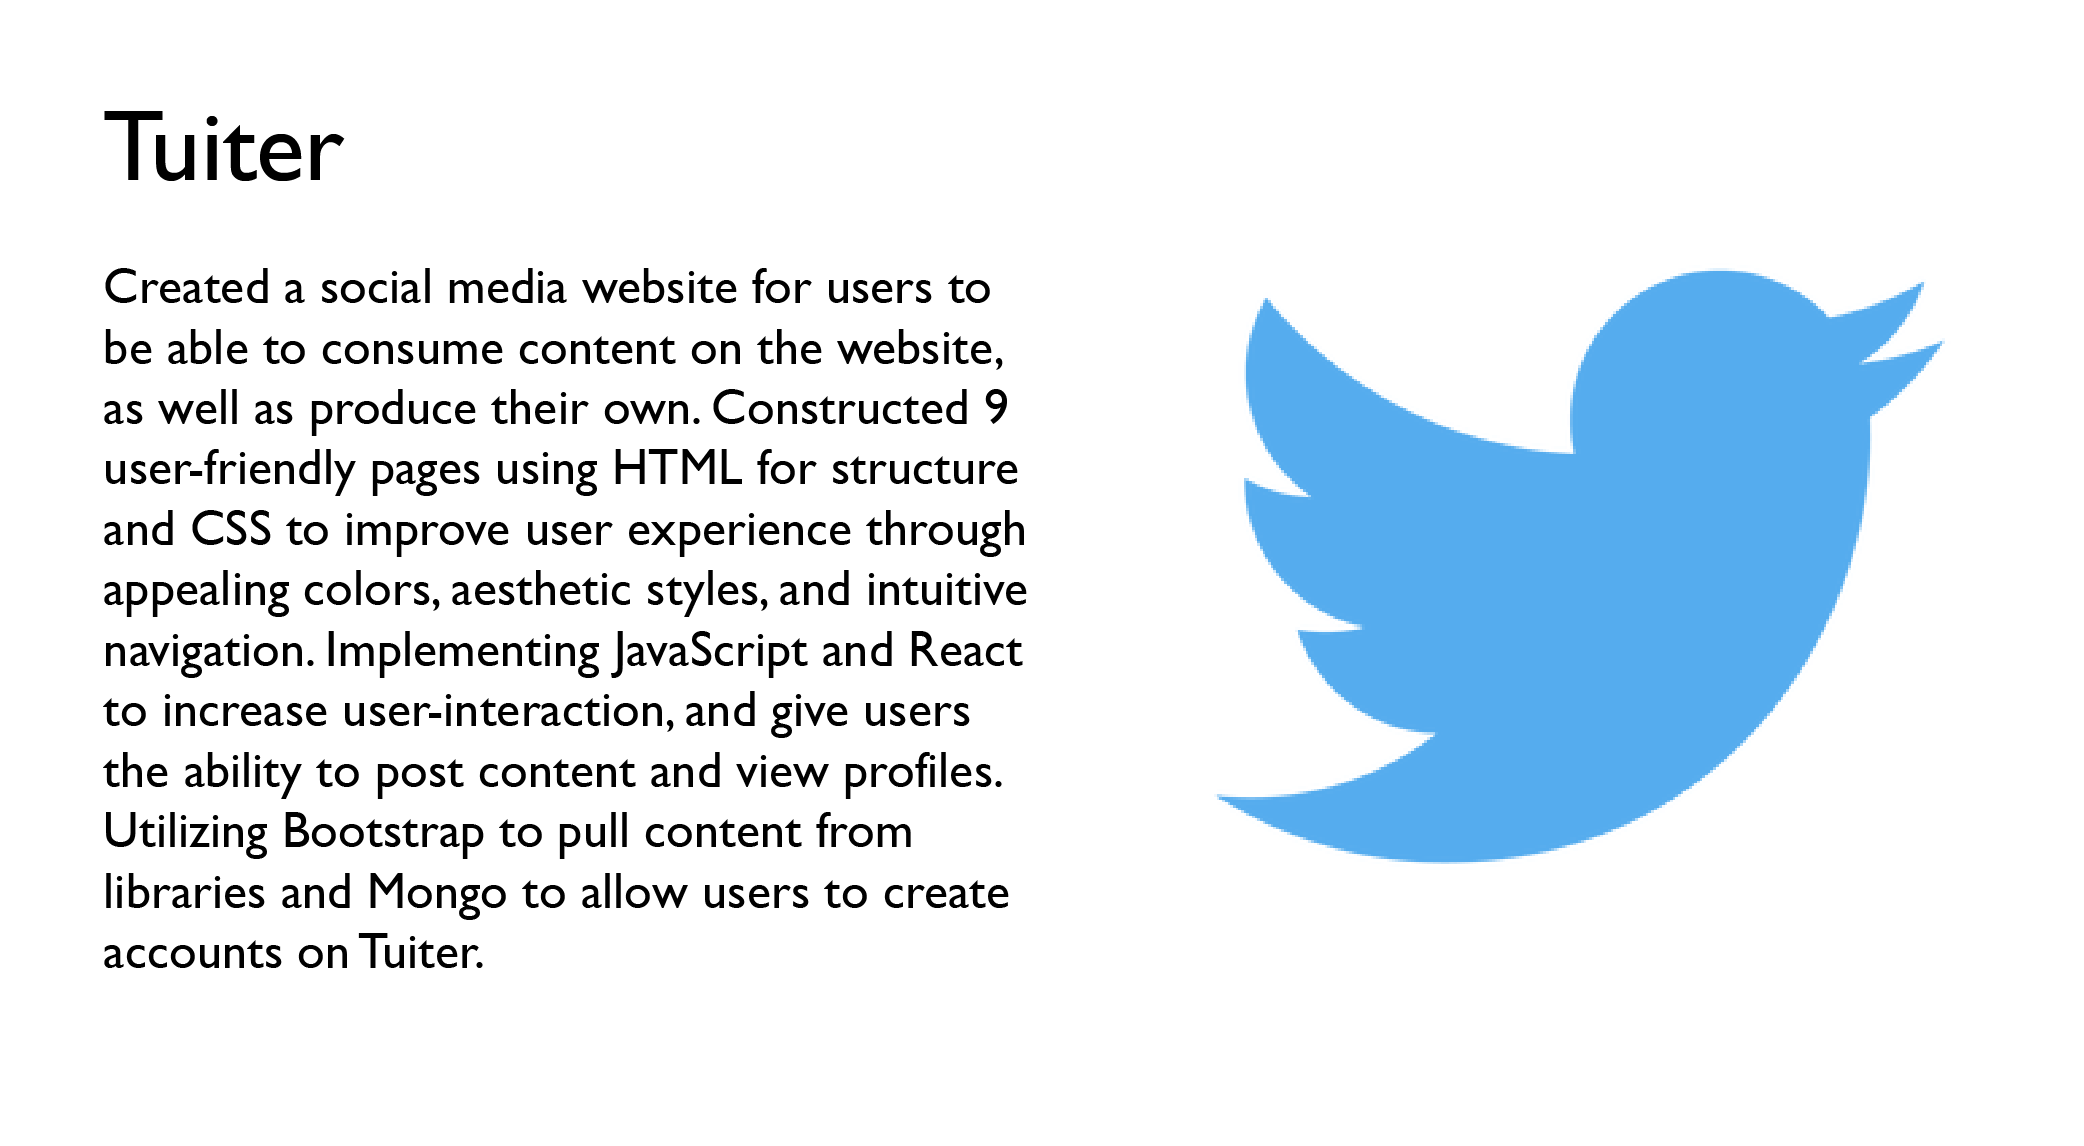 Tuiter
Created a social media website for users to
be able to consume content on the website,
as well as produce their own. Constructed 9
user-friendly pages using HTML for structure
and CSS to improve user experience through
appealing colors, aesthetic styles, and intuitive
navigation. Implementing JavaScript and React
to increase user-interaction, and give users
the ability to post content and view profiles.
Utilizing Bootstrap to pull content from
libraries and Mongo to allow users to create
accounts on Tuiter.